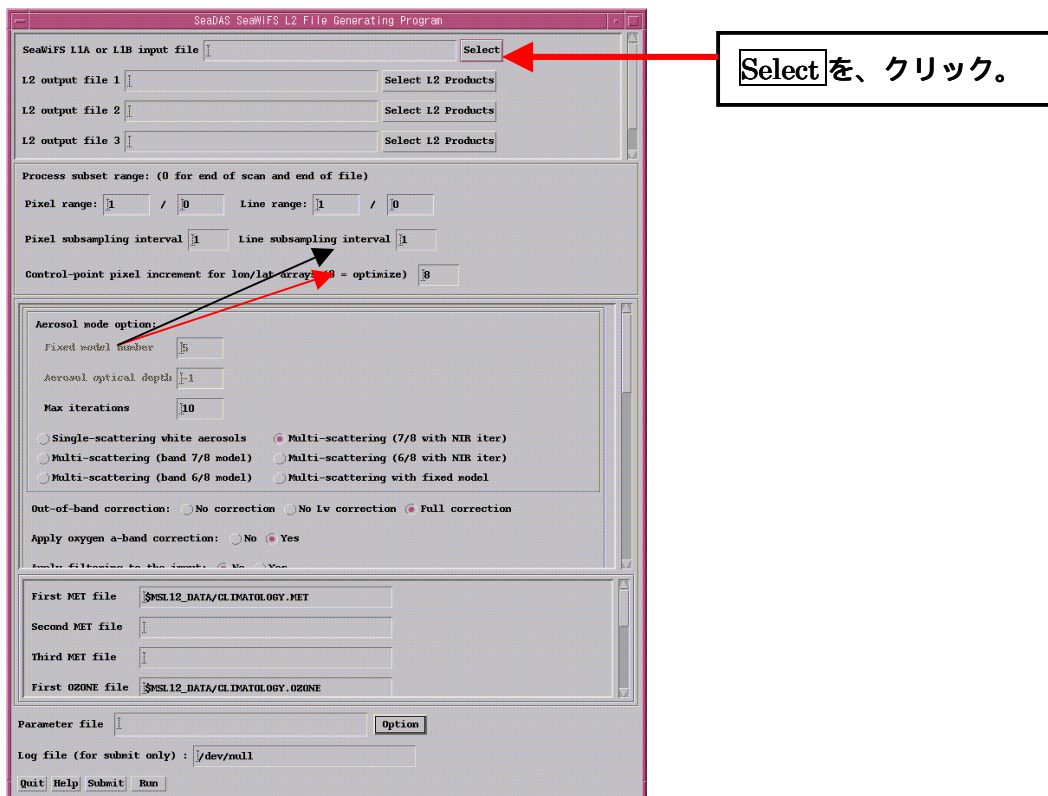 SeaDAS SeaWiFS L2 File Generating Program
SeaWiFS L1A or L1B input file Select
Selectを、クリック。
L2 output file 1 Select L2 Products
L2 output file 2 Select L2 Products
L2 output file 3 Select L2 Products
Process subset range: (0 for end of scan and end of file)
Pixel range: 1 / 0 Line range: 1 / 0
Pixel subsampling interval 1 Line subsampling interval 1
Control-point pixel increment for lon/lat arrays (0 = optimize) 8
Aerosol mode option:
Fixed model number 5
Aerosol optical depth -1
Max iterations 10
Single-scattering white aerosols Multi-scattering (7/8 with NIR iter)
Multi-scattering (band 7/8 model) Multi-scattering (6/8 with NIR iter)
Multi-scattering (band 6/8 model) Multi-scattering with fixed model
Out-of-band correction: No correction No Lw correction Full correction
Apply oxygen a-band correction: No Yes
Apply filtering to the input: No Yes
First MET file $MSL12_DATA/CLIMATOLOGY.MET
Second MET file
Third MET file
First OZONE file $MSL12_DATA/CLIMATOLOGY.OZONE
Parameter file Option
Log file (for submit only) : /dev/null
Quit Help Submit Run